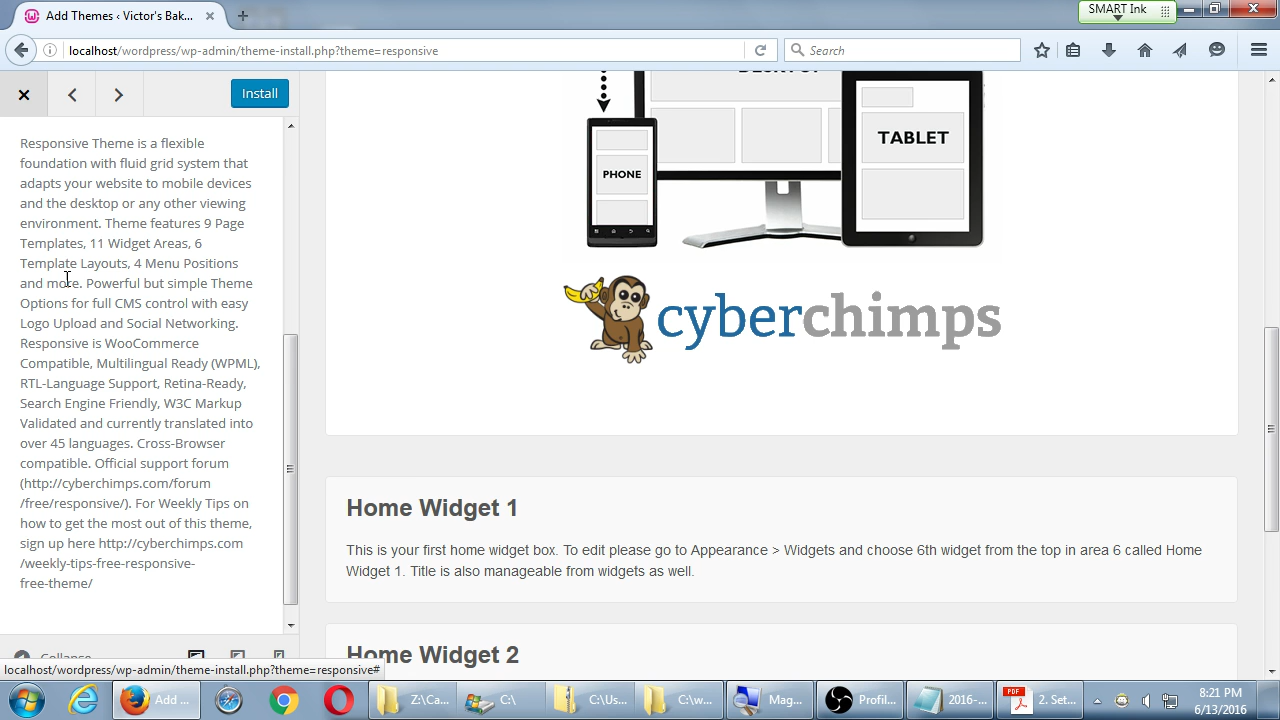 SMART Ink
Add Themes ‹ Victor's Bak...
localhost/wordpress/wp-admin/theme-install.php?theme=responsive
Search
Install
Responsive Theme is a flexible
foundation with fluid grid system that
adapts your website to mobile devices
and the desktop or any other viewing
environment. Theme features 9 Page
Templates, 11 Widget Areas, 6
Template Layouts, 4 Menu Positions
and more. Powerful but simple Theme
Options for full CMS control with easy
Logo Upload and Social Networking.
Responsive is WooCommerce
Compatible, Multilingual Ready (WPML),
RTL-Language Support, Retina-Ready,
Search Engine Friendly, W3C Markup
Validated and currently translated into
over 45 languages. Cross-Browser
compatible. Official support forum
(http://cyberchimps.com/forum
/free/responsive/). For Weekly Tips on
how to get the most out of this theme,
sign up here http://cyberchimps.com
/weekly-tips-free-responsive-
free-theme/
Collapse
localhost/wordpress/wp-admin/theme-install.php?theme=responsive#
DESKTOP
TABLET
PHONE
cyberchimps
Home Widget 1
This is your first home widget box. To edit please go to Appearance > Widgets and choose 6th widget from the top in area 6 called Home
Widget 1. Title is also manageable from widgets as well.
Home Widget 2
Add ...
Z:\Ca...
C:\
C:\Us...
C:\w...
Mag...
Profil...
2016-...
PDF
2. Set...
8:21 PM
6/13/2016